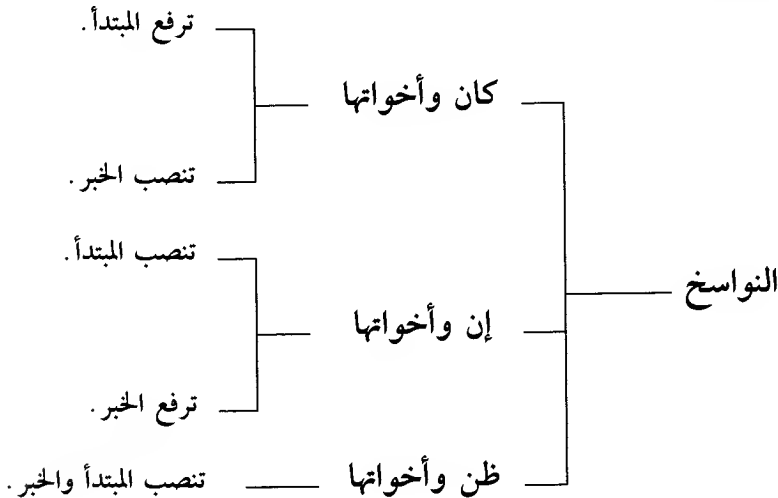 النواسخ
كان وأخواتها
ترفع المبتدأ.
تنصب الخبر.
إن وأخواتها
تنصب المبتدأ.
ترفع الخبر.
ظن وأخواتها
تنصب المبتدأ والخبر.